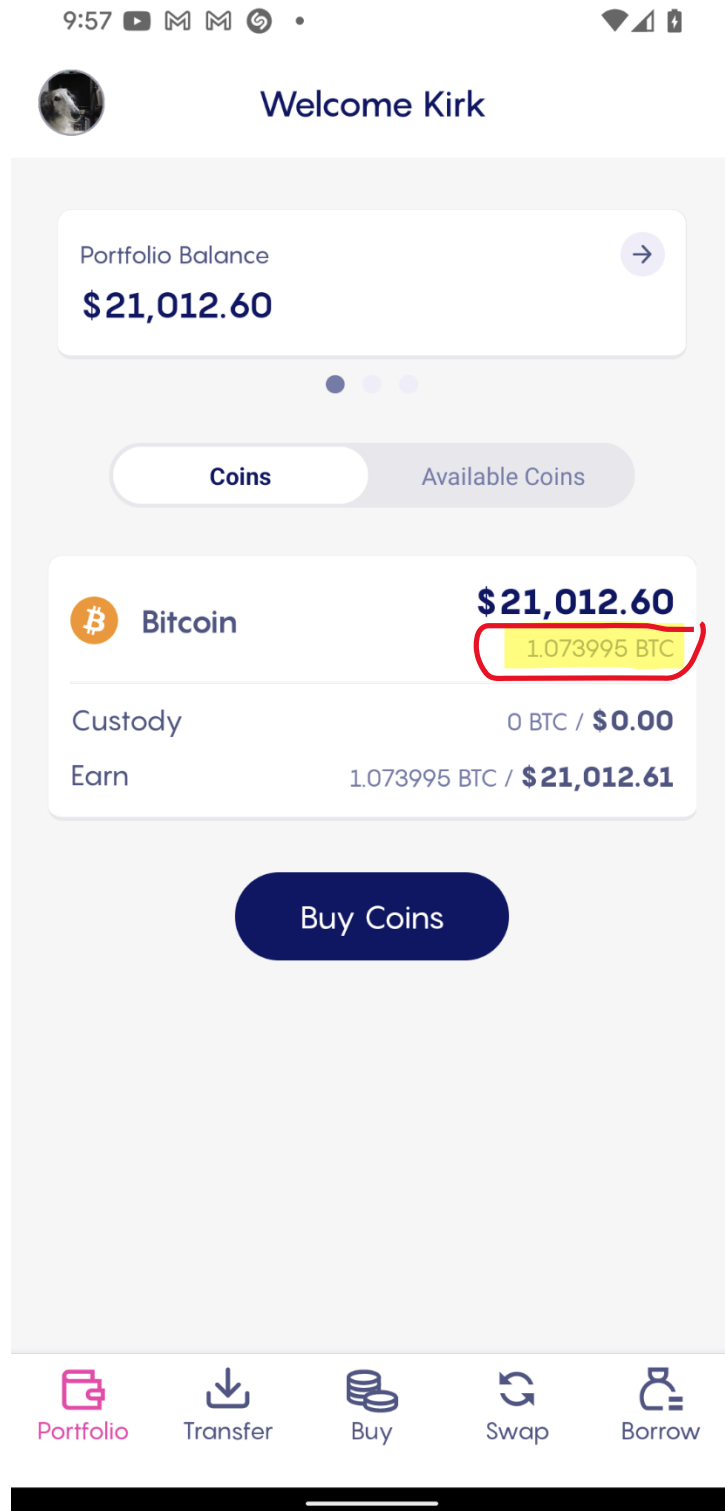 9:57
Welcome Kirk
Portfolio Balance
$21,012.60
Coins
Available Coins
Bitcoin
$21,012.60
1.073995 BTC
Custody
0 BTC / $0.00
Earn
1.073995 BTC / $21,012.61
Buy Coins
Portfolio
Transfer
Buy
Swap
Borrow